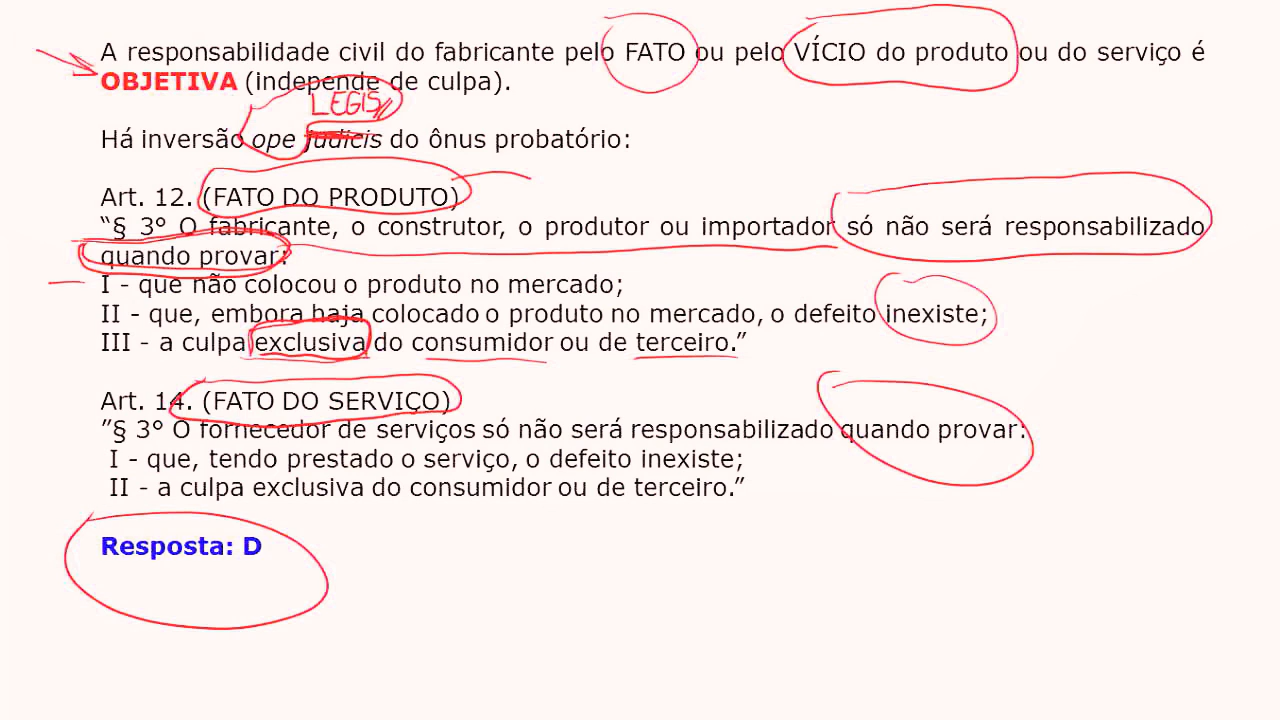 A responsabilidade civil do fabricante pelo FATO ou pelo VÍCIO do produto ou do serviço é
OBJETIVA (independe de culpa).
LEGIS
Há inversão ope judicis do ônus probatório:
Art. 12. (FATO DO PRODUTO)
“§ 3° O fabricante, o construtor, o produtor ou importador só não será responsabilizado
quando provar:
I - que não colocou o produto no mercado;
II - que, embora haja colocado o produto no mercado, o defeito inexiste;
III - a culpa exclusiva do consumidor ou de terceiro.”
Art. 14. (FATO DO SERVIÇO)
”§ 3° O fornecedor de serviços só não será responsabilizado quando provar:
I - que, tendo prestado o serviço, o defeito inexiste;
II - a culpa exclusiva do consumidor ou de terceiro.”
Resposta: D